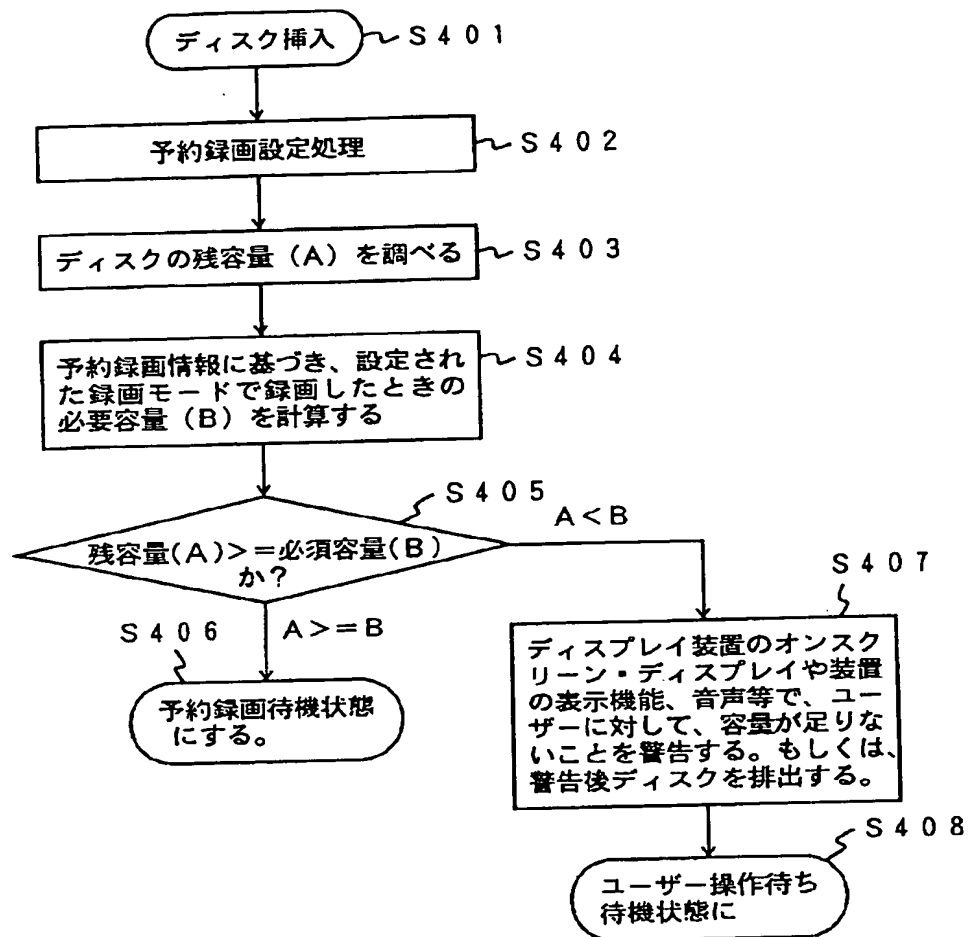 ディスク挿入
S401
予約録画設定処理
S402
ディスクの残容量（A）を調べる
S403
予約録画情報に基づき、設定され
た録画モードで録画したときの
必要容量（B）を計算する
S404
S405
残容量(A)>=必須容量(B)
か?
A<B
A>=B
S406
予約録画待機状態
にする。
S407
ディスプレイ装置のオンスク
リーン・ディスプレイや装置
の表示機能、音声等で、ユー
ザーに対して、容量が足りな
いことを警告する。もしくは、
警告後ディスクを排出する。
S408
ユーザー操作待ち
待機状態に